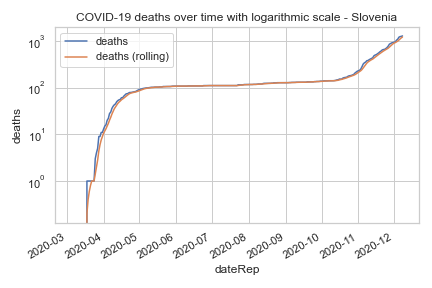 COVID-19 deaths over time with logarithmic scale - Slovenia
deaths
deaths (rolling)
10³
10²
10¹
10⁰
deaths
2020-03
2020-04
2020-05
2020-06
2020-07
2020-08
2020-09
2020-10
2020-11
2020-12
dateRep